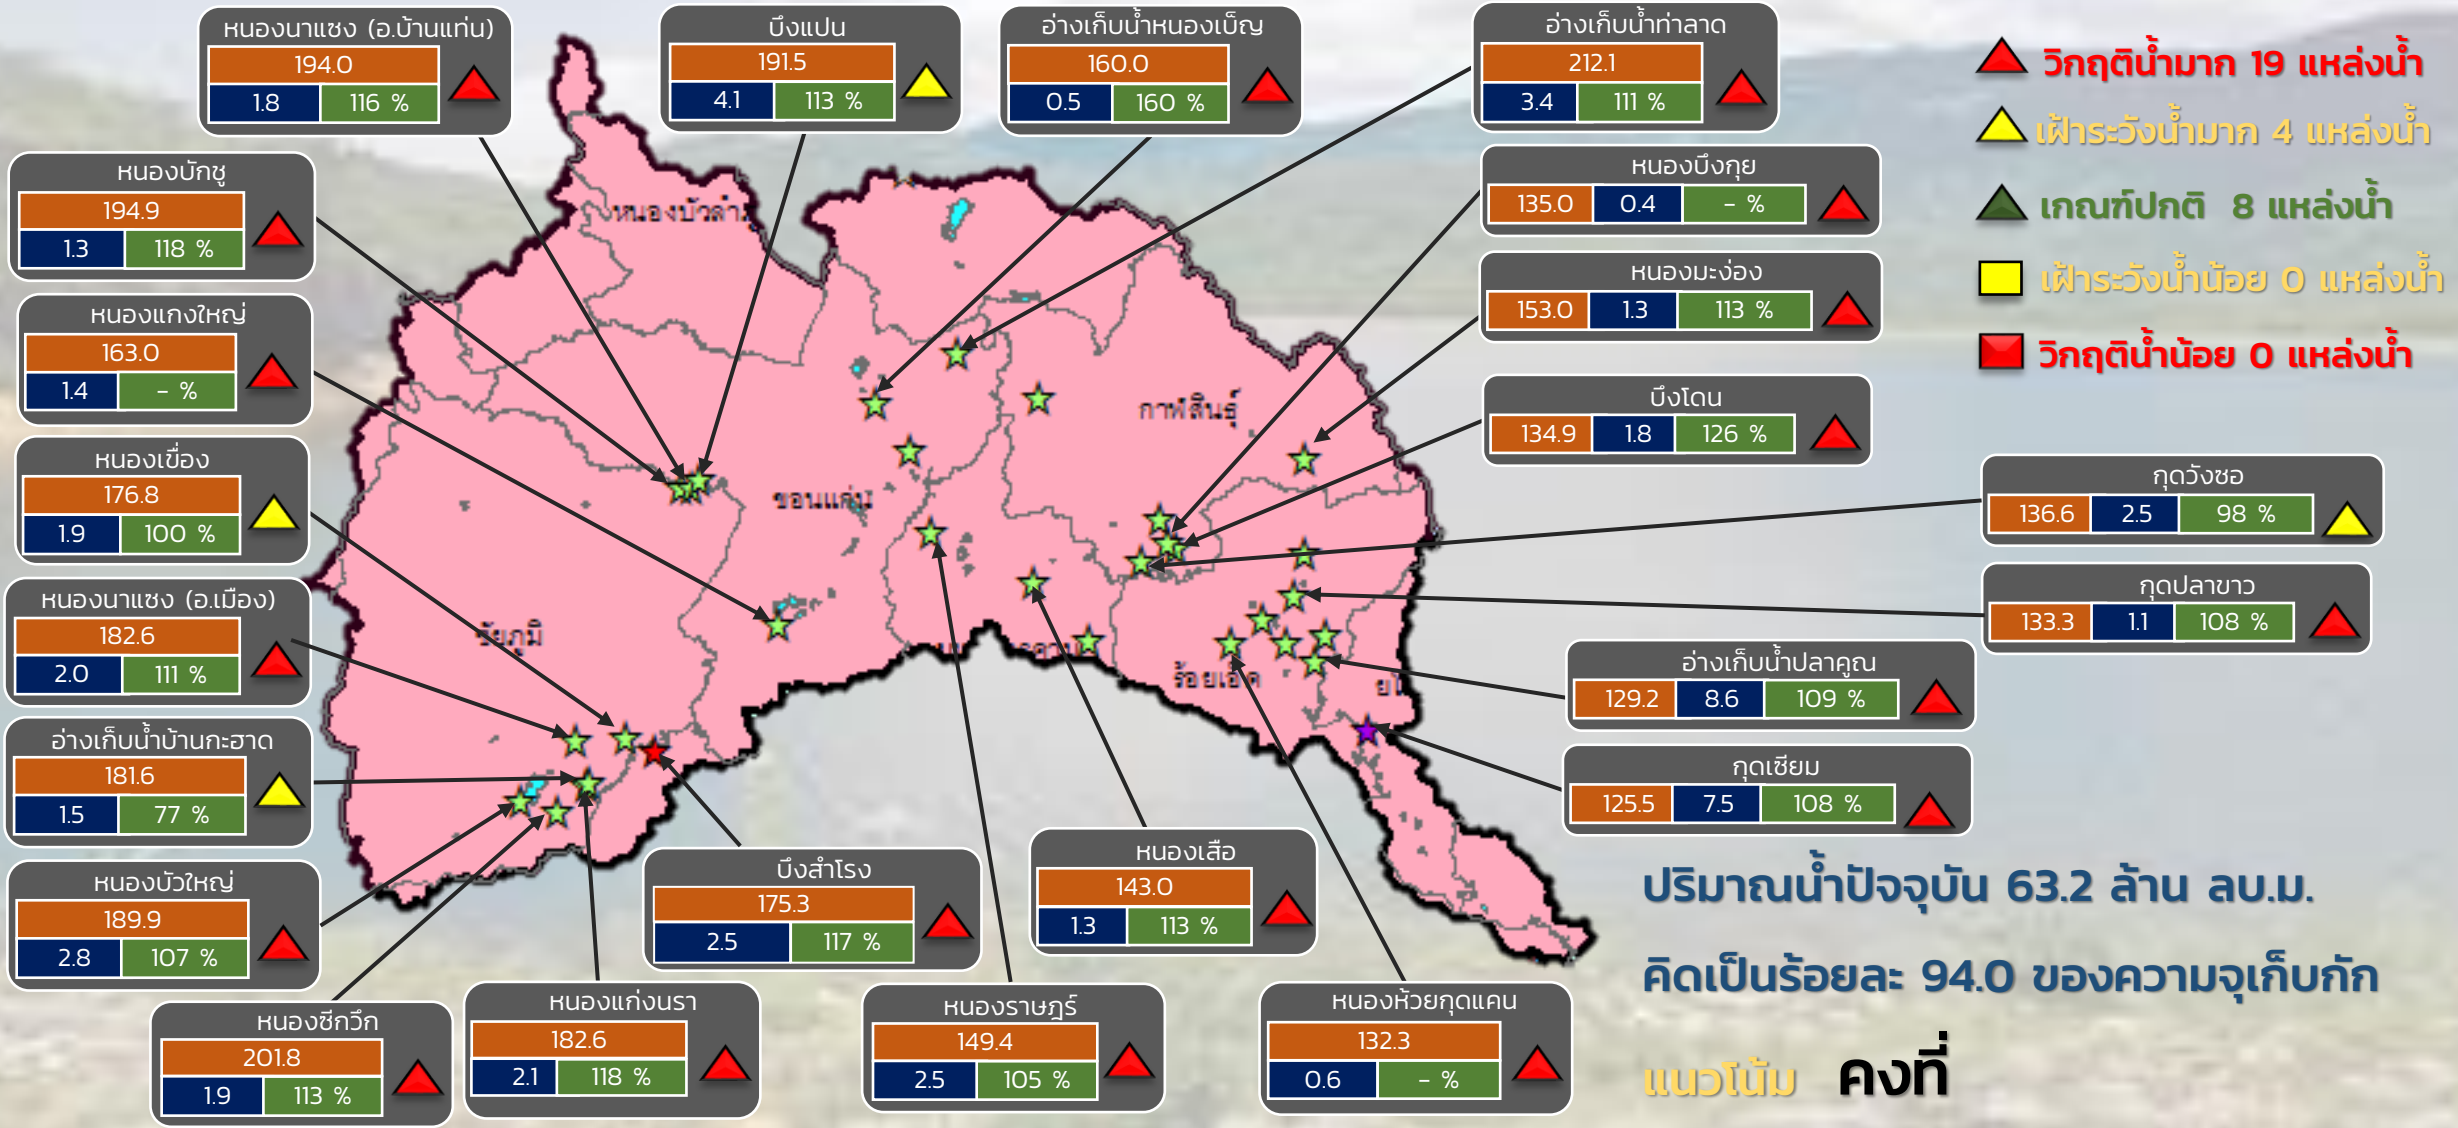 หนองนาแซง (อ.บ้านแท่น)
194.0
1.8 116 %
บึงแปน
191.5
4.1 113 %
อ่างเก็บน้ำหนองเบ็ญ
160.0
0.5 160 %
อ่างเก็บน้ำท่าลาด
212.1
3.4 111 %
วิกฤติน้ำมาก 19 แหล่งน้ำ
เฝ้าระวังน้ำมาก 4 แหล่งน้ำ
เกณฑ์ปกติ 8 แหล่งน้ำ
เฝ้าระวังน้ำน้อย 0 แหล่งน้ำ
วิกฤติน้ำน้อย 0 แหล่งน้ำ
หนองบักชู
194.9
1.3 118 %
หนองบึงกุย
135.0 0.4 - %
หนองแกงใหญ่
163.0
1.4 - %
หนองมะง่อง
153.0 1.3 113 %
บึงโดน
134.9 1.8 126 %
หนองเขื่อง
176.8
1.9 100 %
กุดวังซอ
136.6 2.5 98 %
หนองนาแซง (อ.เมือง)
182.6
2.0 111 %
กุดปลาขาว
133.3 1.1 108 %
อ่างเก็บน้ำปลาคูณ
129.2 8.6 109 %
อ่างเก็บน้ำบ้านกะฮาด
181.6
1.5 77 %
กุดเชียม
125.5 7.5 108 %
หนองบัวใหญ่
189.9
2.8 107 %
บึงสำโรง
175.3
2.5 117 %
หนองเสือ
143.0
1.3 113 %
หนองซีกวึก
201.8
1.9 113 %
หนองแก่งนรา
182.6
2.1 118 %
หนองราษฎร์
149.4
2.5 105 %
หนองห้วยกุดแคน
132.3
0.6 - %
กาฬสินธุ์
ขอนแก่น
ชัยภูมิ
ร้อยเอ็ด
ปริมาณน้ำปัจจุบัน 63.2 ล้าน ลบ.ม.
คิดเป็นร้อยละ 94.0 ของความจุเก็บกัก
แนวโน้ม คงที่